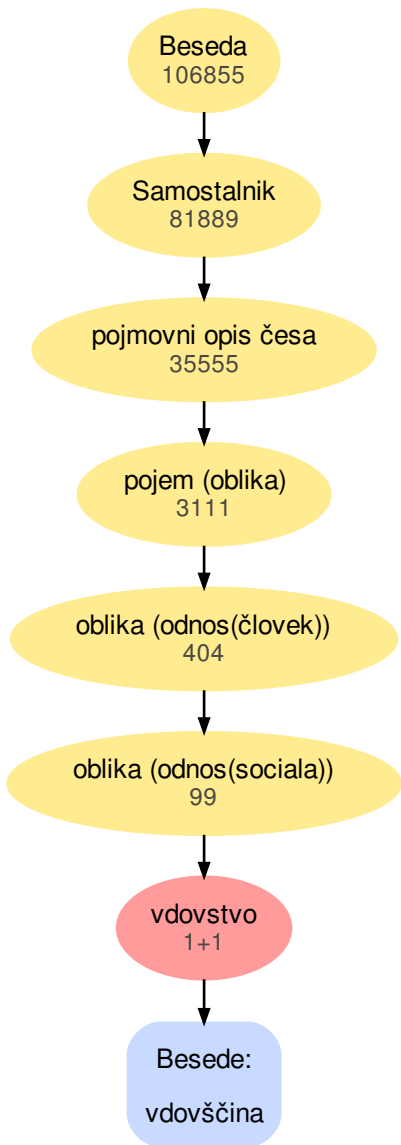 Beseda
106855
Samostalnik
81889
pojmovni opis česa
35555
pojem (oblika)
3111
oblika (odnos(človek))
404
oblika (odnos(sociala))
99
vdovstvo
1+1
Besede:
vdovščina